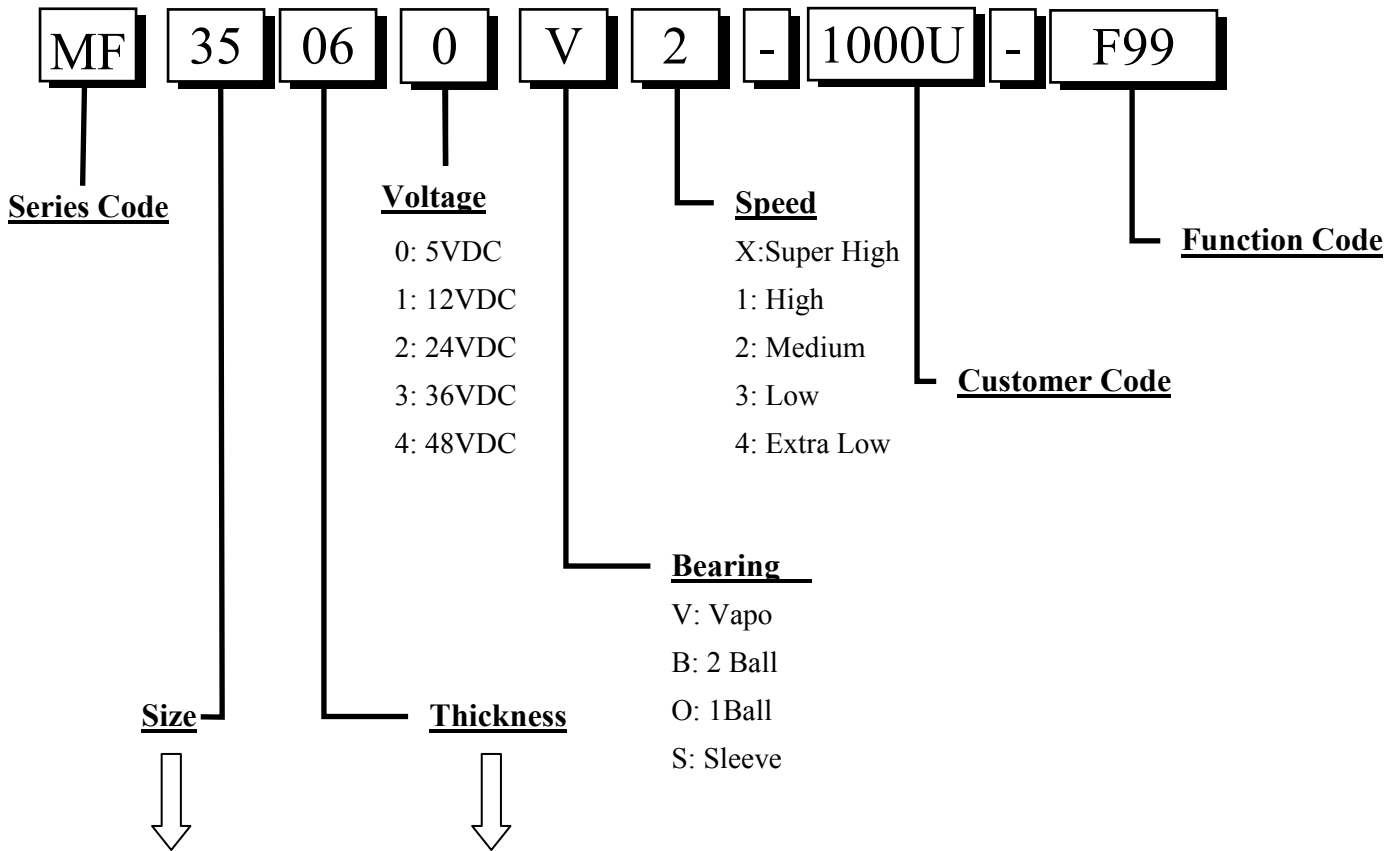 MF 35 06 0 V 2 - 1000U - F99
Series Code
Voltage
0: 5VDC
1: 12VDC
2: 24VDC
3: 36VDC
4: 48VDC
Speed
X:Super High
1: High
2: Medium
3: Low
4: Extra Low
Function Code
Customer Code
Bearing
V: Vapo
B: 2 Ball
O: 1Ball
S: Sleeve
Size
Thickness